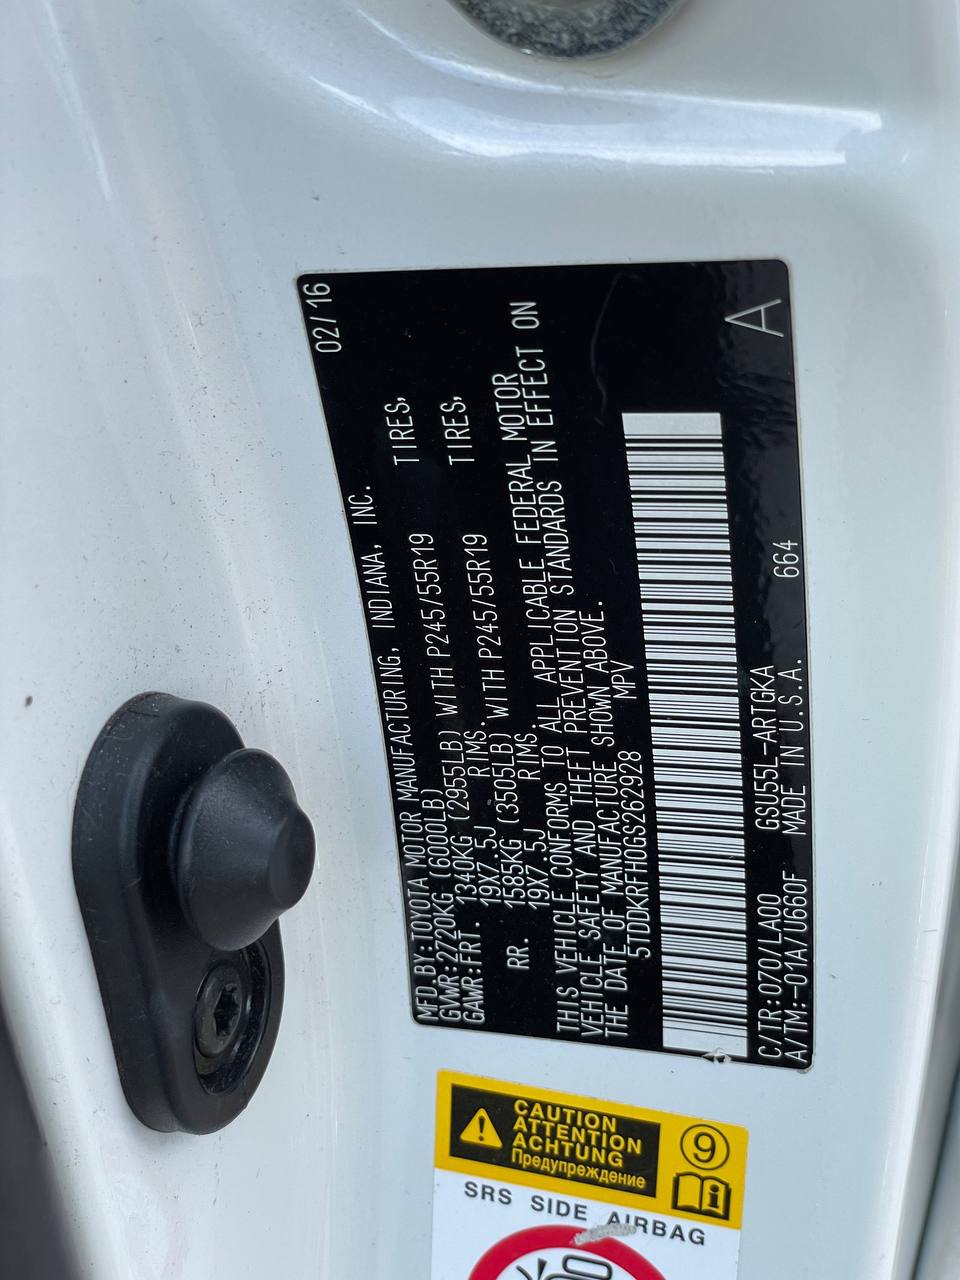 02/16
MFD.BY:TOYOTA MOTOR MANUFACTURING, INDIANA, INC.
GVWR:2720KG (6000LB)
GAWR:FRT 1340KG (2955LB) WITH P245/55R19 TIRES,
19X7.5J RIMS.
RR. 1585KG (3505LB) WITH P245/55R19 TIRES,
19X7.5J RIMS.
THIS VEHICLE CONFORMS TO ALL APPLICABLE FEDERAL MOTOR
VEHICLE SAFETY AND THEFT PREVENTION STANDARDS IN EFFECT ON
THE DATE OF MANUFACTURE SHOWN ABOVE.
5TDDKRFH0GS262928 MPV
C/TR:070/LA00 GSU55L-ARTGKA A
A/TM:-01A/U660F MADE IN U.S.A. 664
CAUTION
ATTENTION
ACHTUNG
Предупреждение
9
SRS SIDE AIRBAG